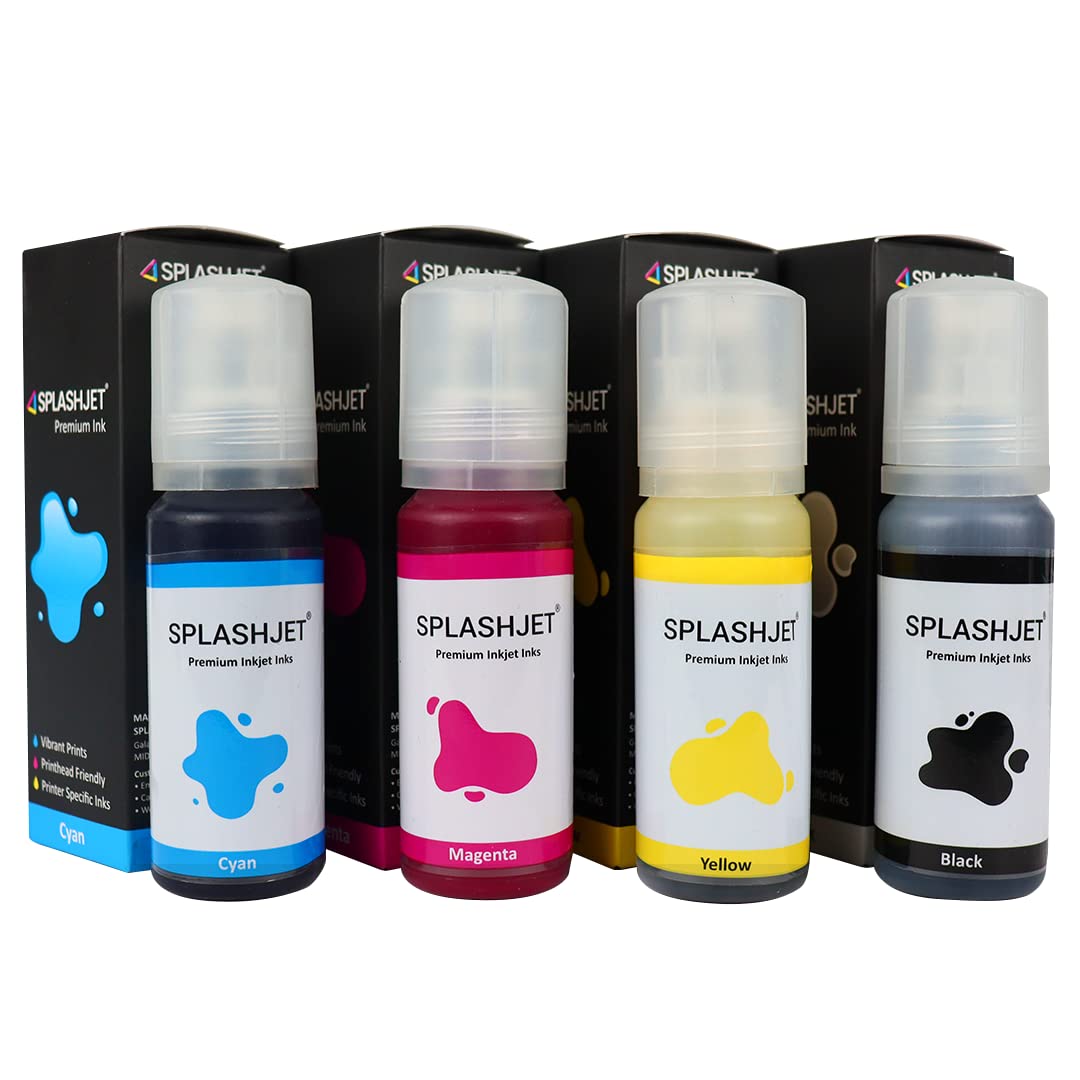 SPLASHJET®
SPLASHJET®
SPLASHJET®
SPLASHJET®
SPLASHJET®
Premium Ink
SPLASHJET®
Premium Inkjet Inks
Vibrant Prints
Printhead Friendly
Printer Specific Inks
Cyan
Cyan
SPLASHJET®
Premium Inkjet Inks
Magenta
SPLASHJET®
Premium Inkjet Inks
Yellow
SPLASHJET®
Premium Inkjet Inks
Black